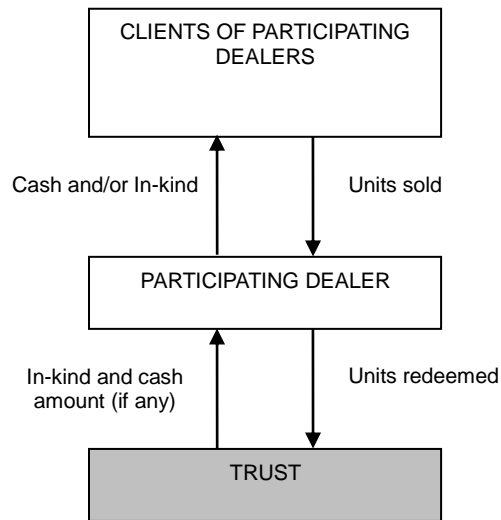 CLIENTS OF PARTICIPATING
DEALERS
Cash and/or In-kind
Units sold
PARTICIPATING DEALER
In-kind and cash
amount (if any)
Units redeemed
TRUST